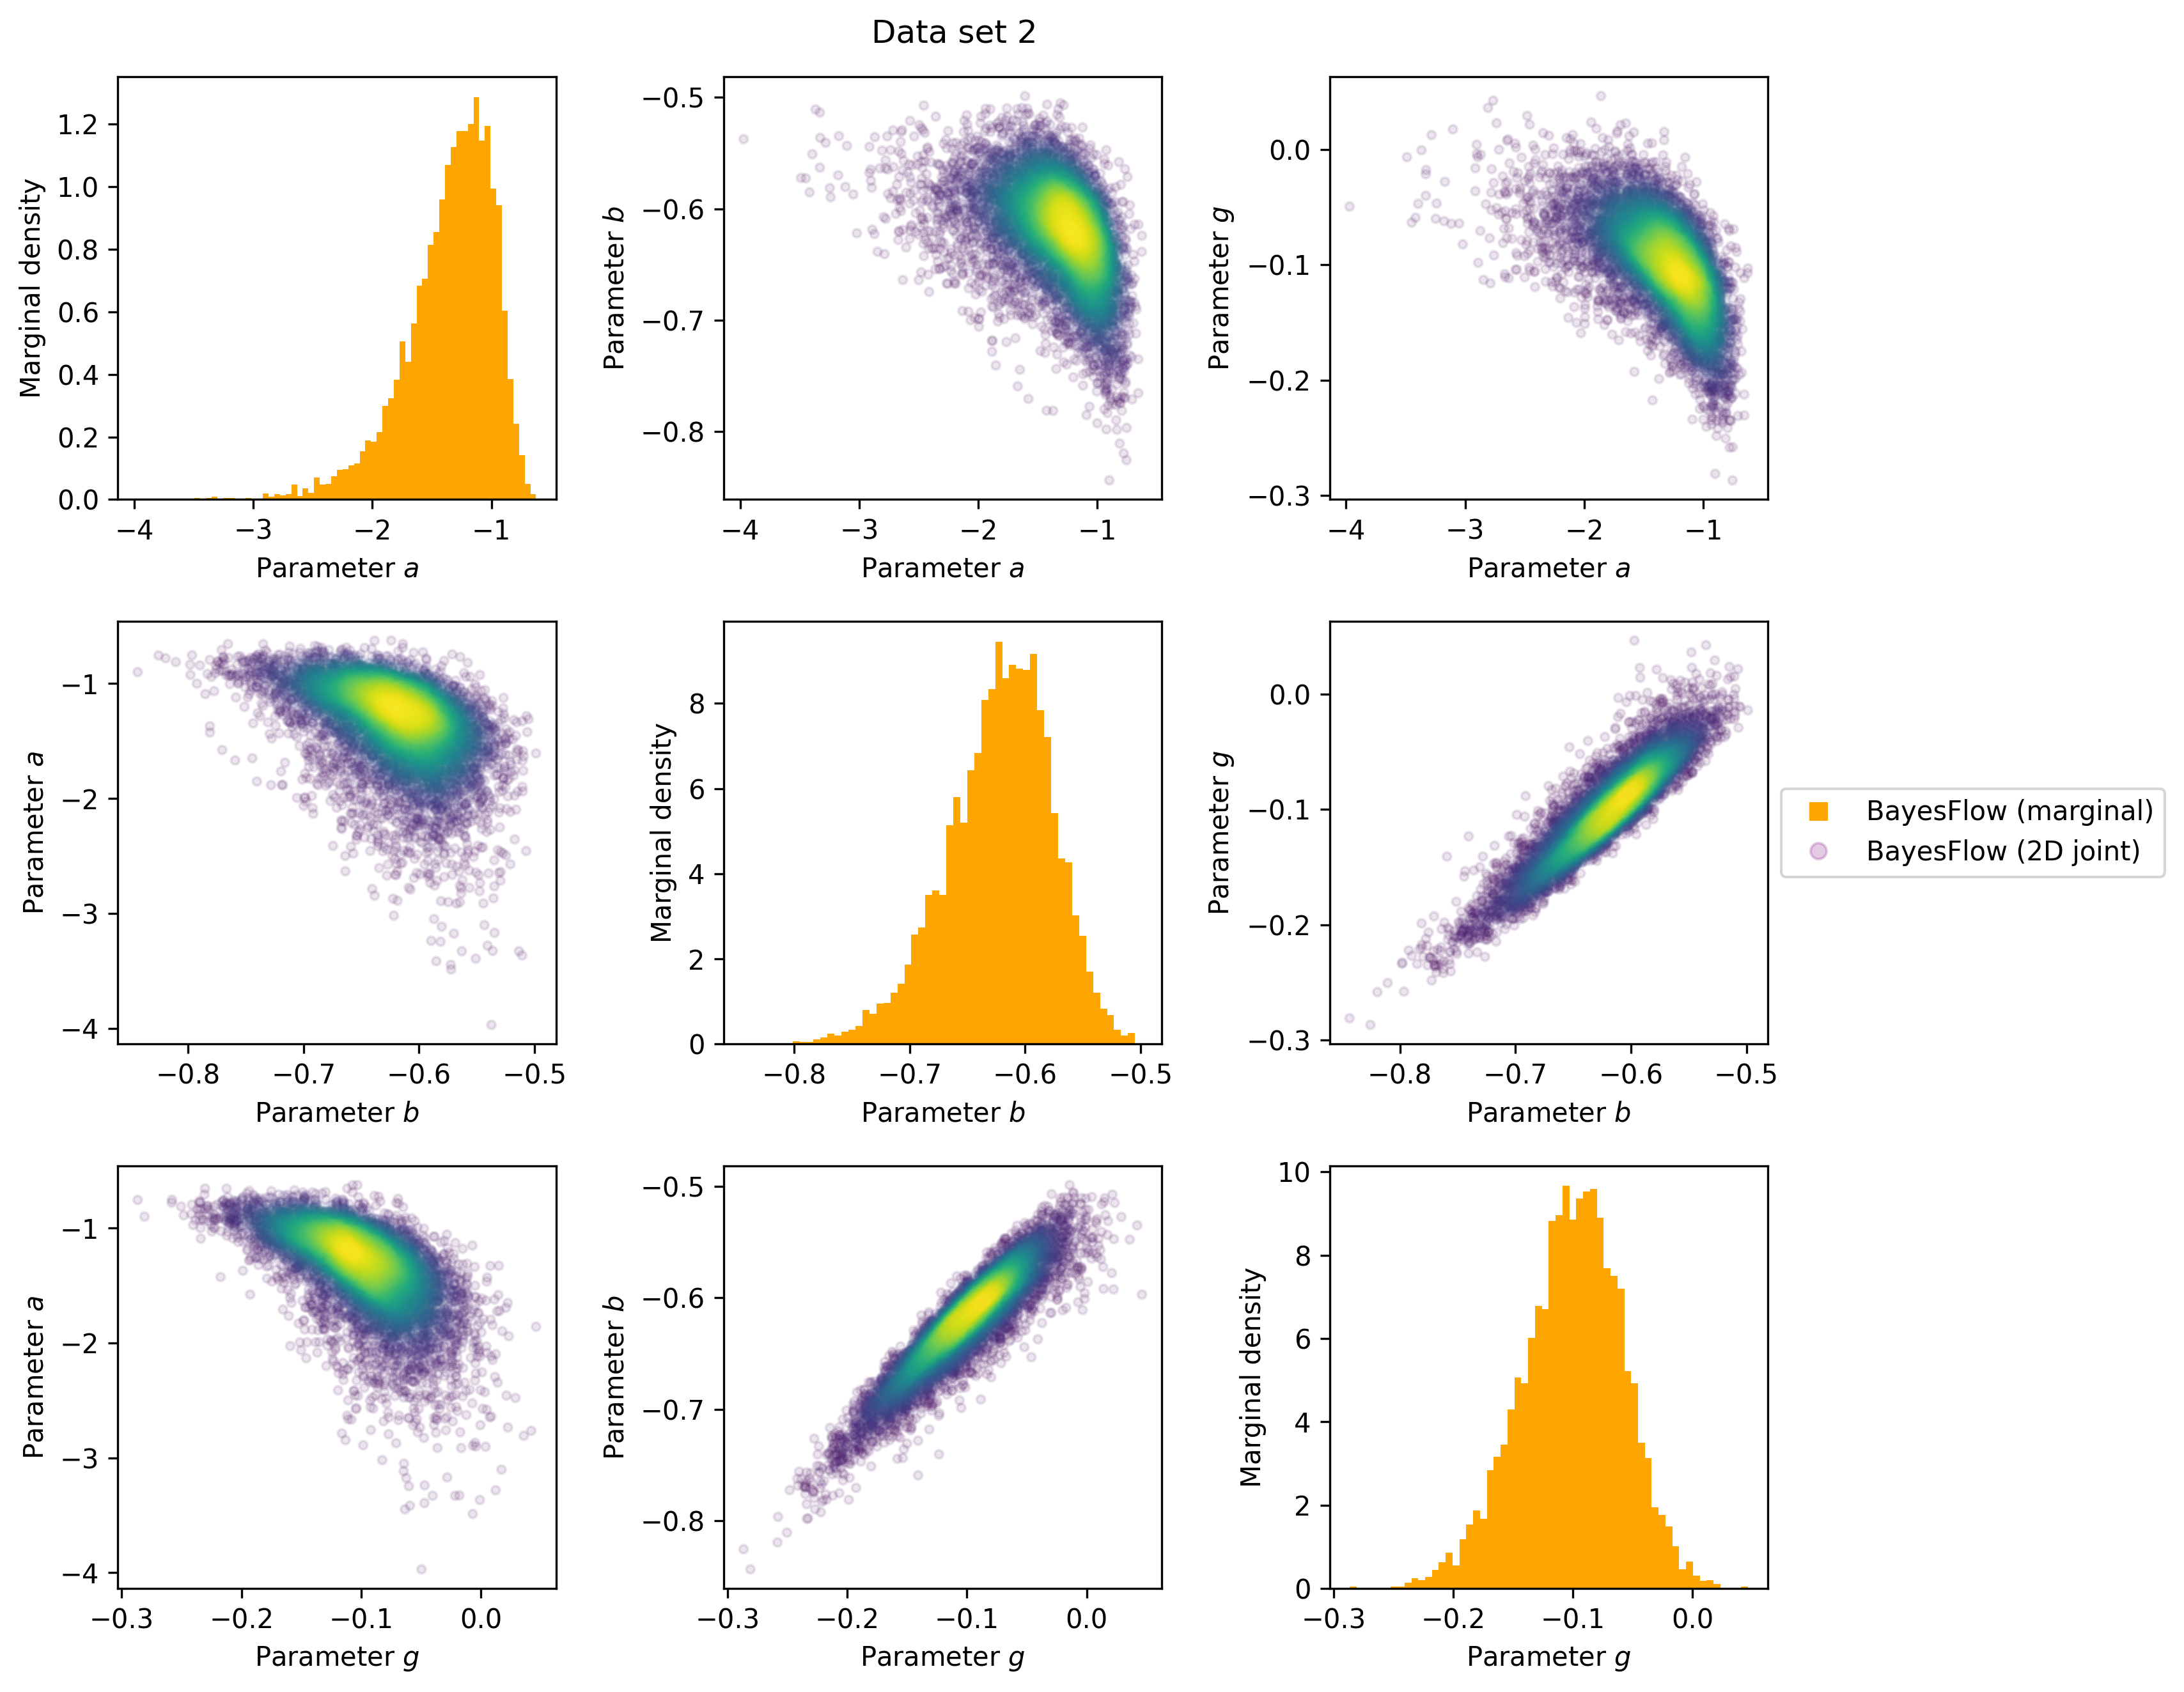 Data set 2
Marginal density
1.2
1.0
0.8
0.6
0.4
0.2
0.0
−4 −3 −2 −1
Parameter a
Parameter b
−0.5
−0.6
−0.7
−0.8
−4 −3 −2 −1
Parameter a
Parameter g
0.0
−0.1
−0.2
−0.3
−4 −3 −2 −1
Parameter a
Parameter a
−1
−2
−3
−4
−0.8 −0.7 −0.6 −0.5
Parameter b
Marginal density
8
6
4
2
0
−0.8 −0.7 −0.6 −0.5
Parameter b
Parameter g
0.0
−0.1
−0.2
−0.3
−0.8 −0.7 −0.6 −0.5
Parameter b
BayesFlow (marginal)
BayesFlow (2D joint)
Parameter a
−1
−2
−3
−4
−0.3 −0.2 −0.1 0.0
Parameter g
Parameter b
−0.5
−0.6
−0.7
−0.8
−0.3 −0.2 −0.1 0.0
Parameter g
Marginal density
10
8
6
4
2
0
−0.3 −0.2 −0.1 0.0
Parameter g